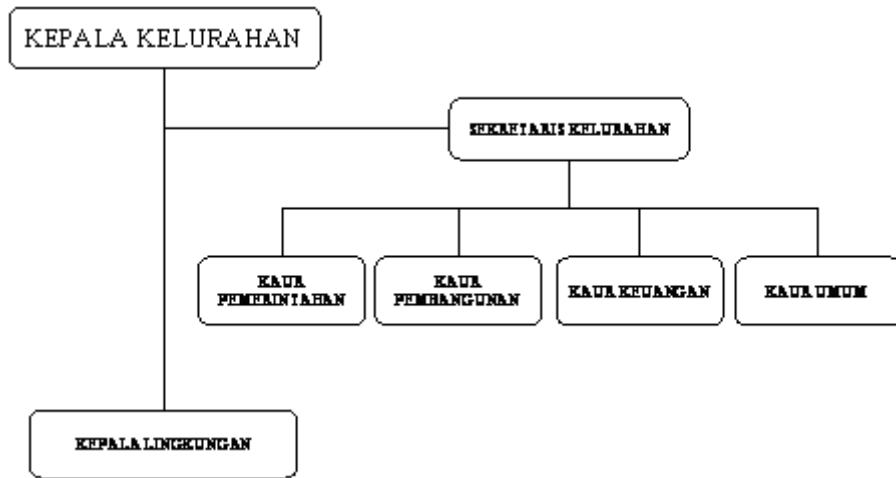 KEPALA KELURAHAN
SEKRETARIS KELURAHAN
KAUR
PEMERINTAHAN
KAUR
PEMBANGUNAN
KAUR KEUANGAN
KAUR UMUM
KEPALA LINGKUNGAN